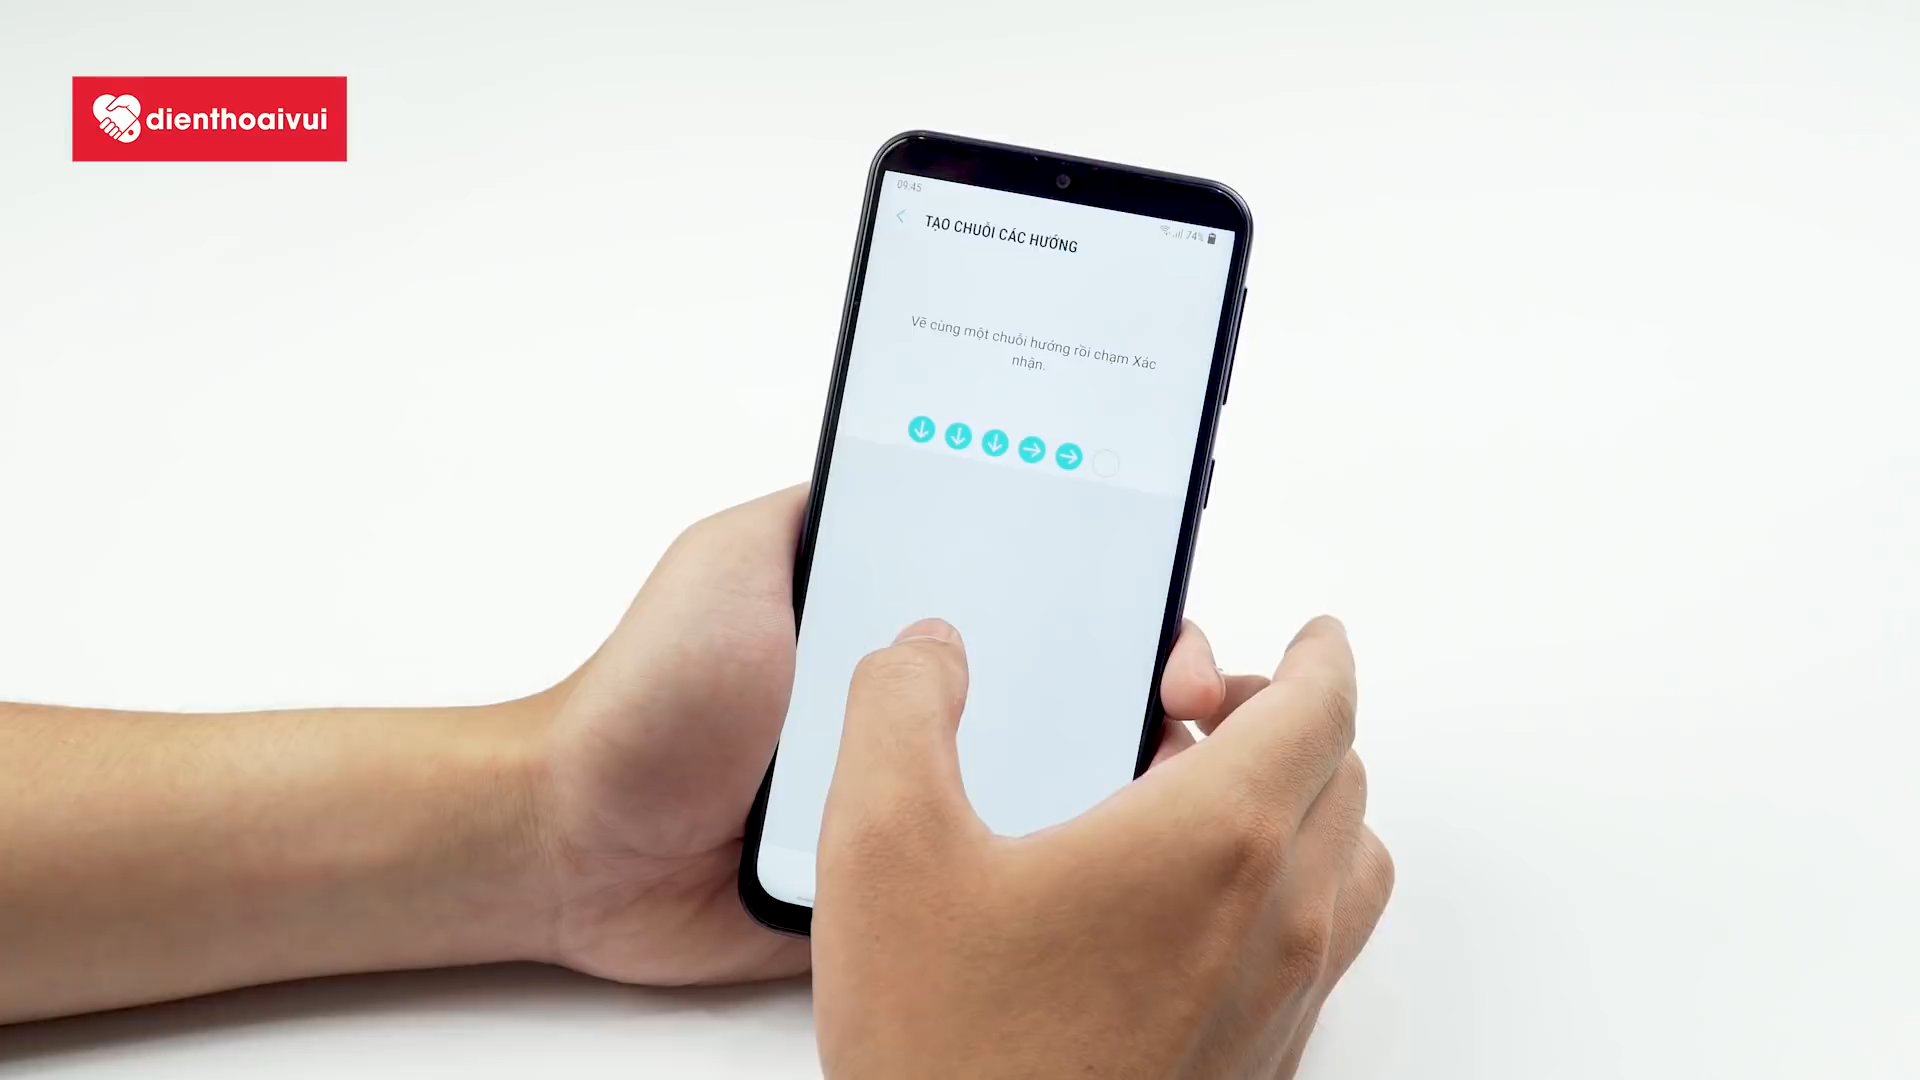 dienthoaivui
09:45
74%
TẠO CHUỖI CÁC HƯỚNG
Vẽ cùng một chuỗi hướng rồi chạm Xác
nhận.